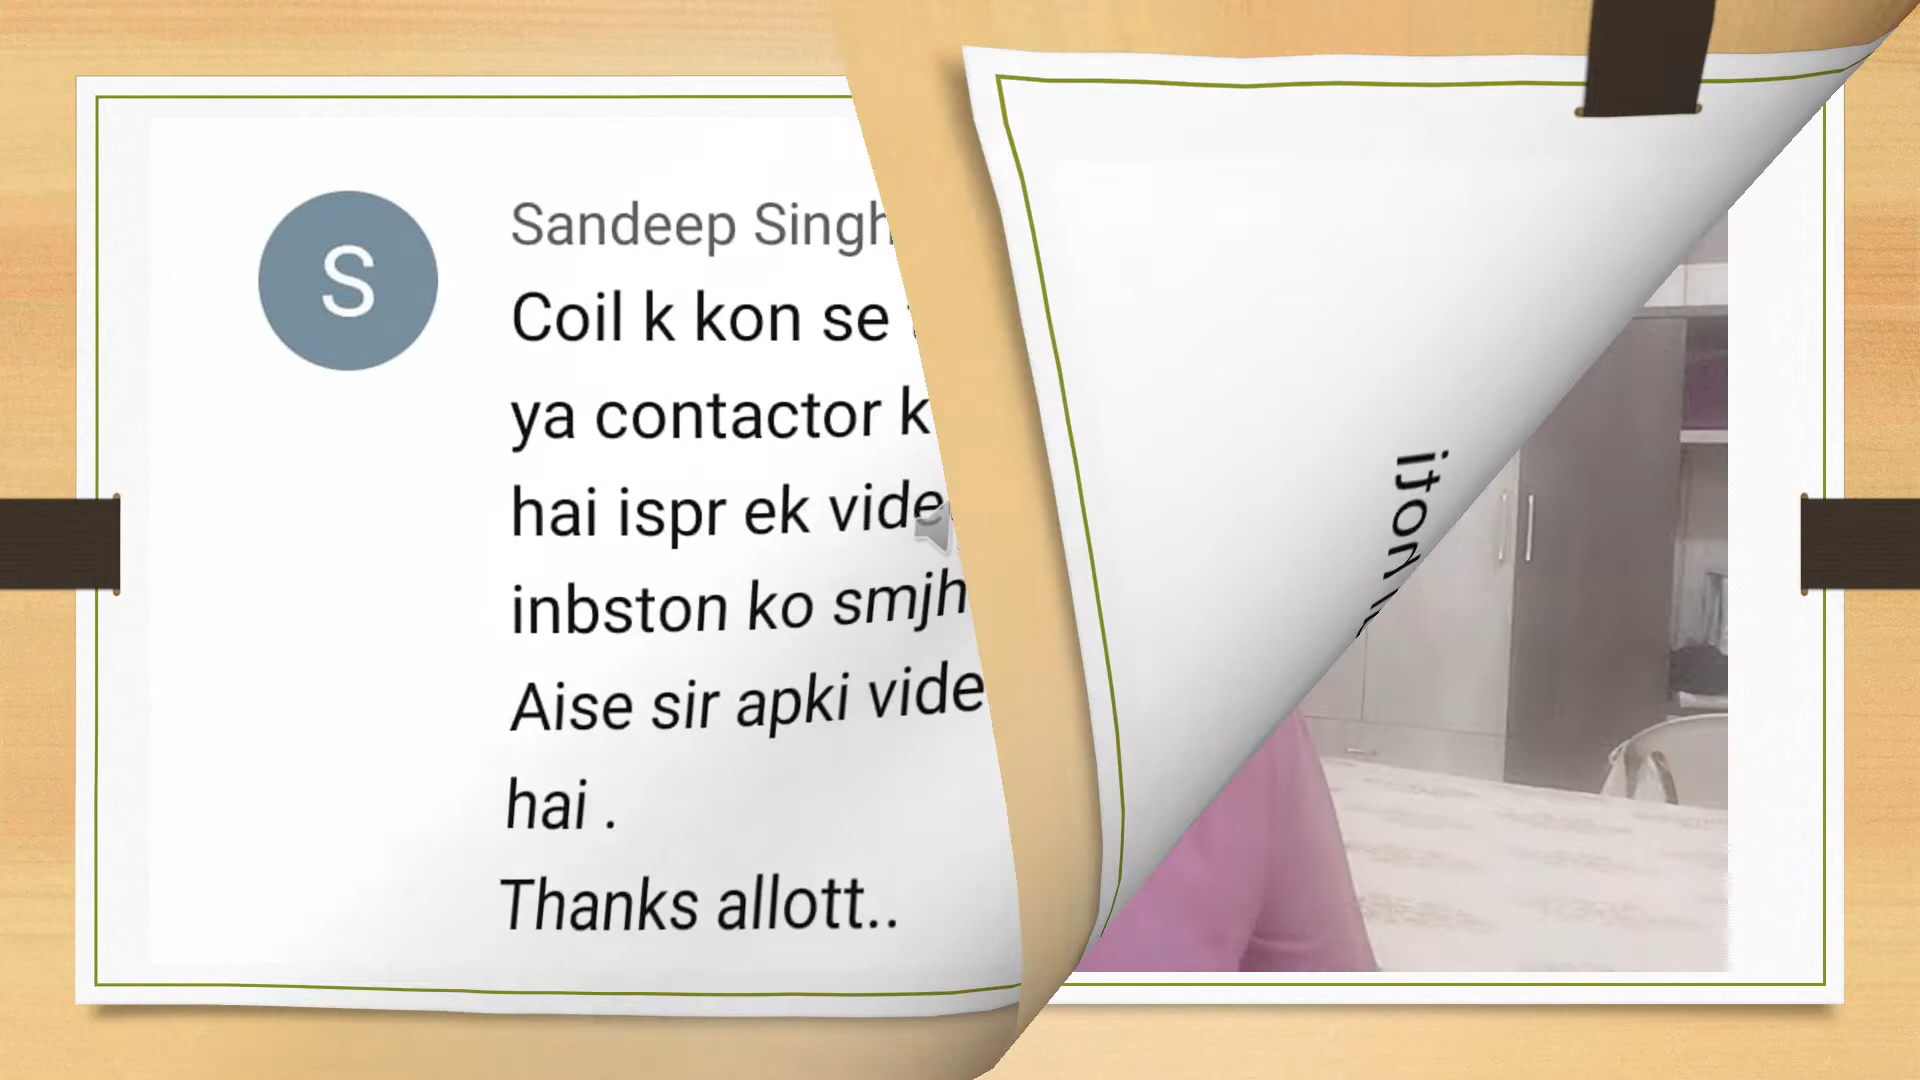 S
Sandeep Singh
Coil k kon se
ya contactor k
hai ispr ek vide
inbston ko smjh
Aise sir apki vide
hai .
Thanks allott..